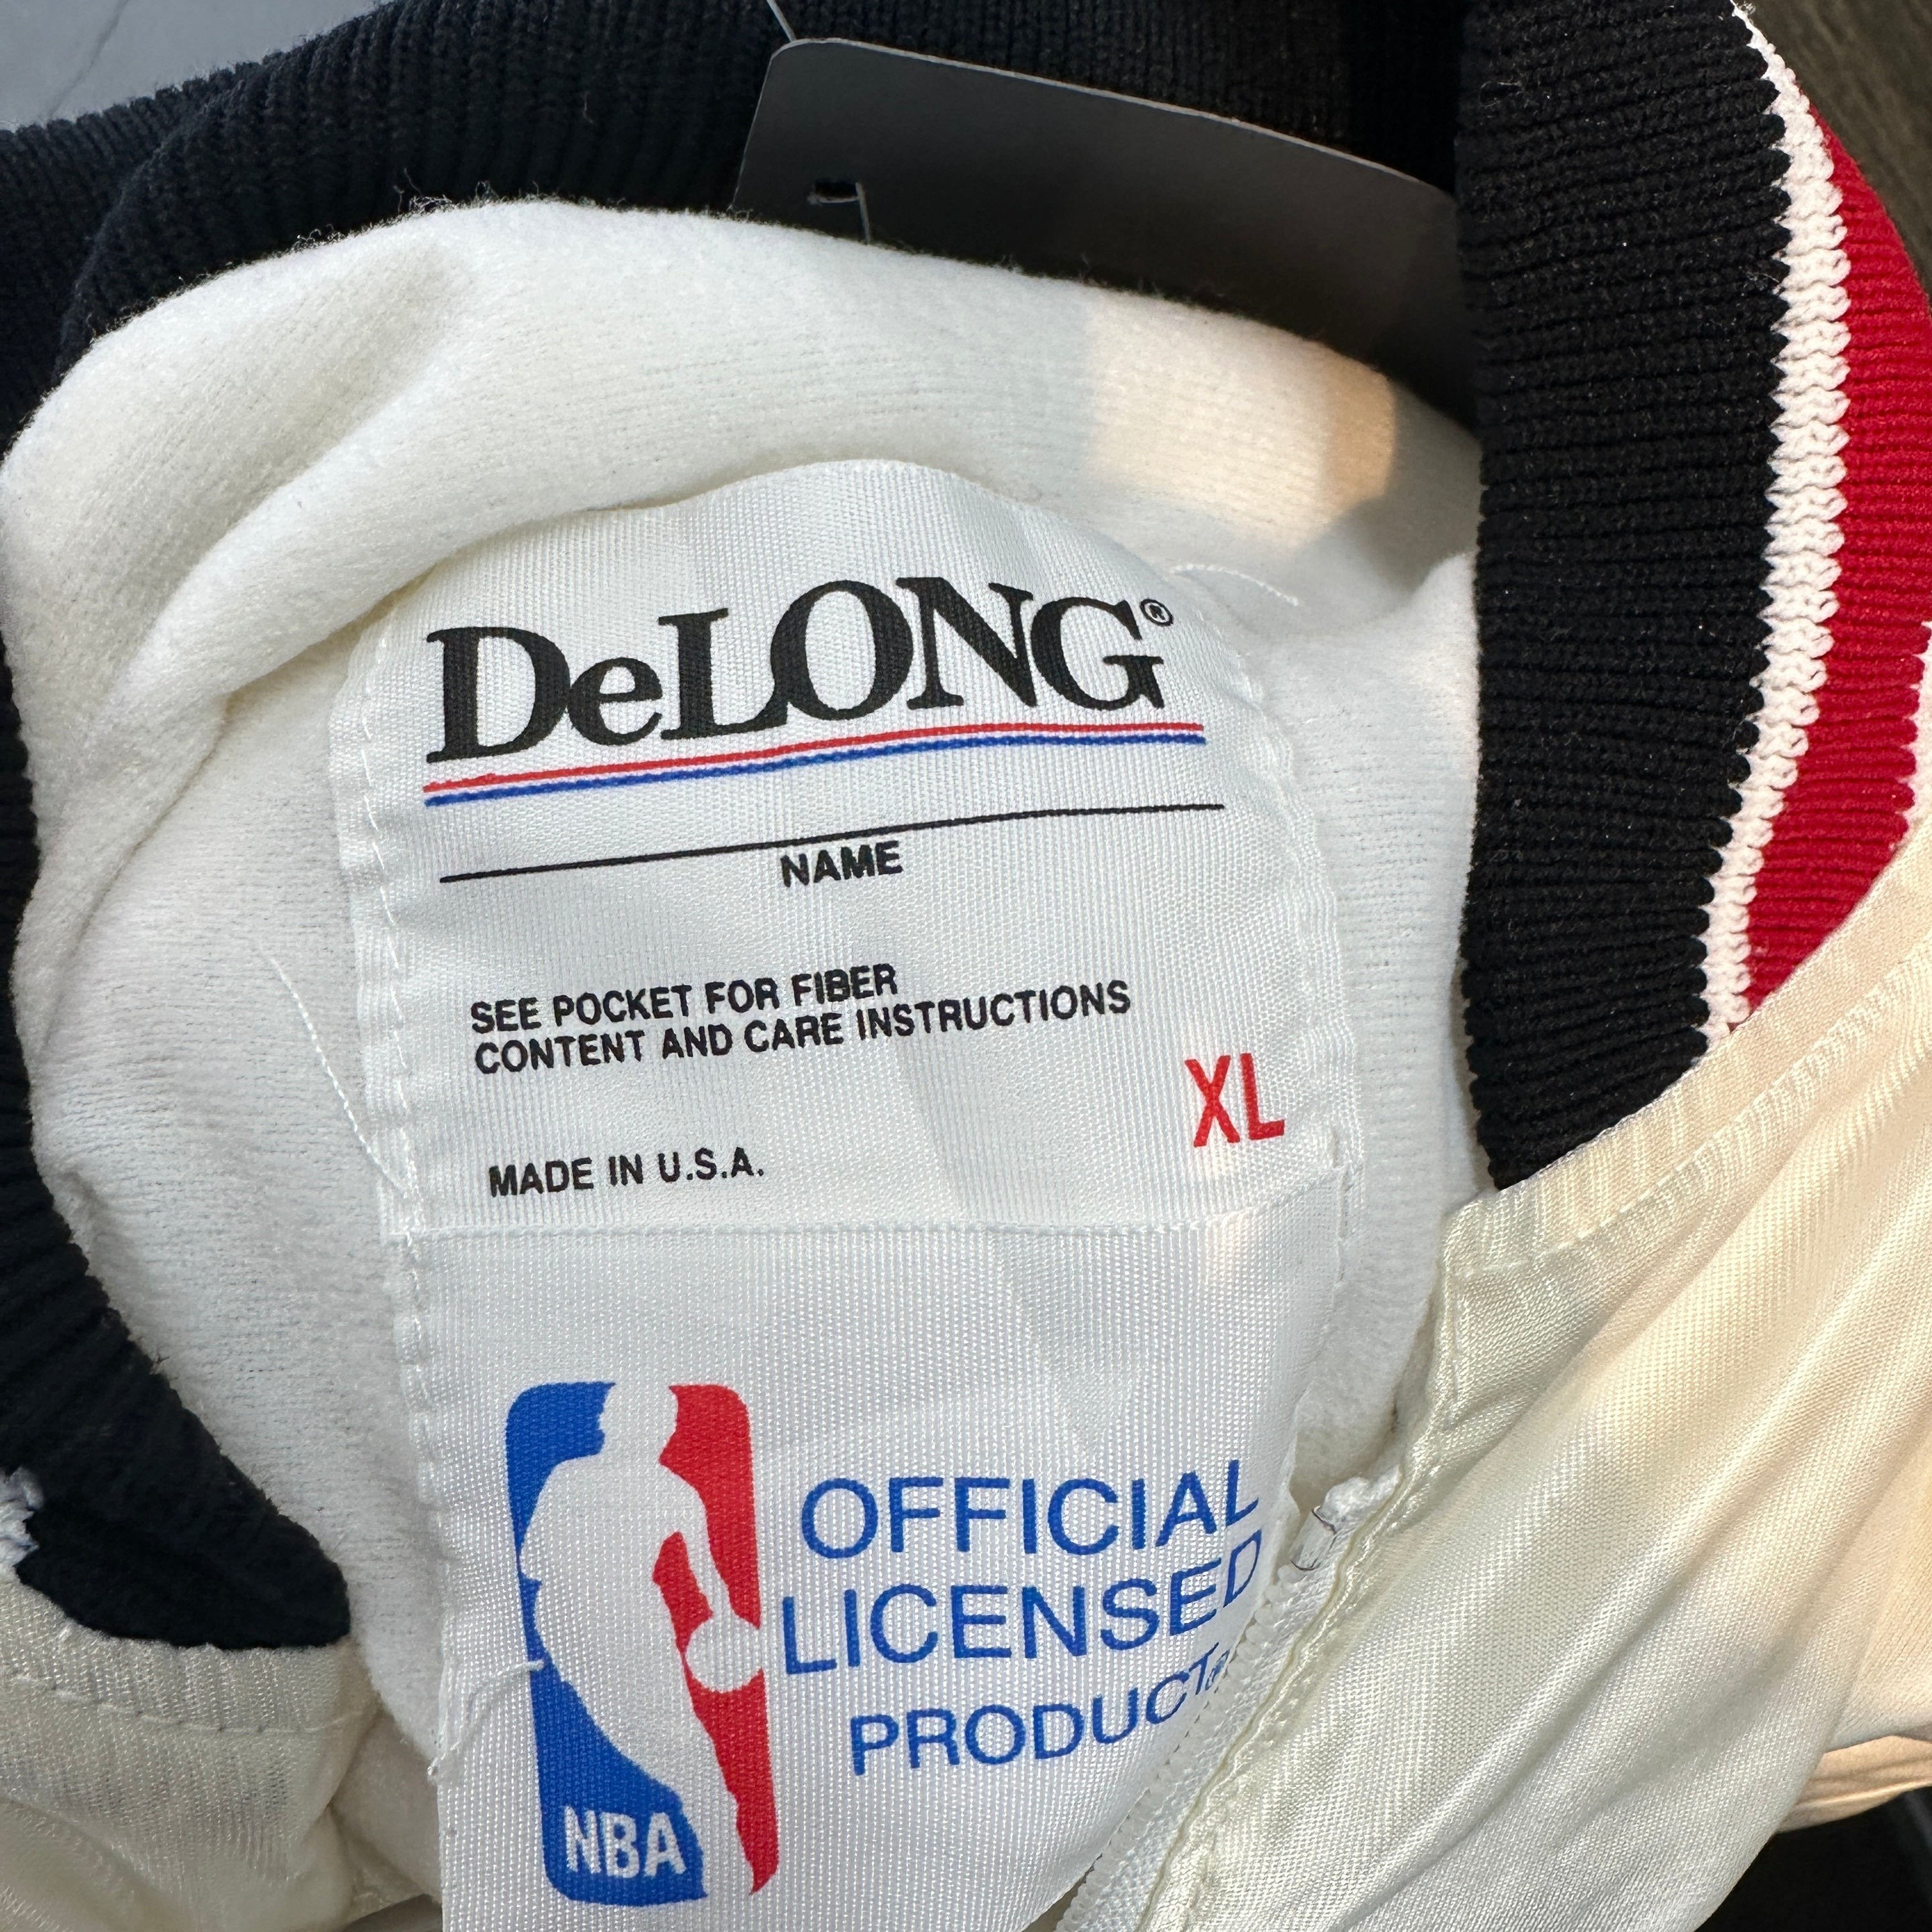 DeLONG®
NAME
SEE POCKET FOR FIBER
CONTENT AND CARE INSTRUCTIONS
XL
MADE IN U.S.A.
OFFICIAL
LICENSED
PRODUCT®
NBA